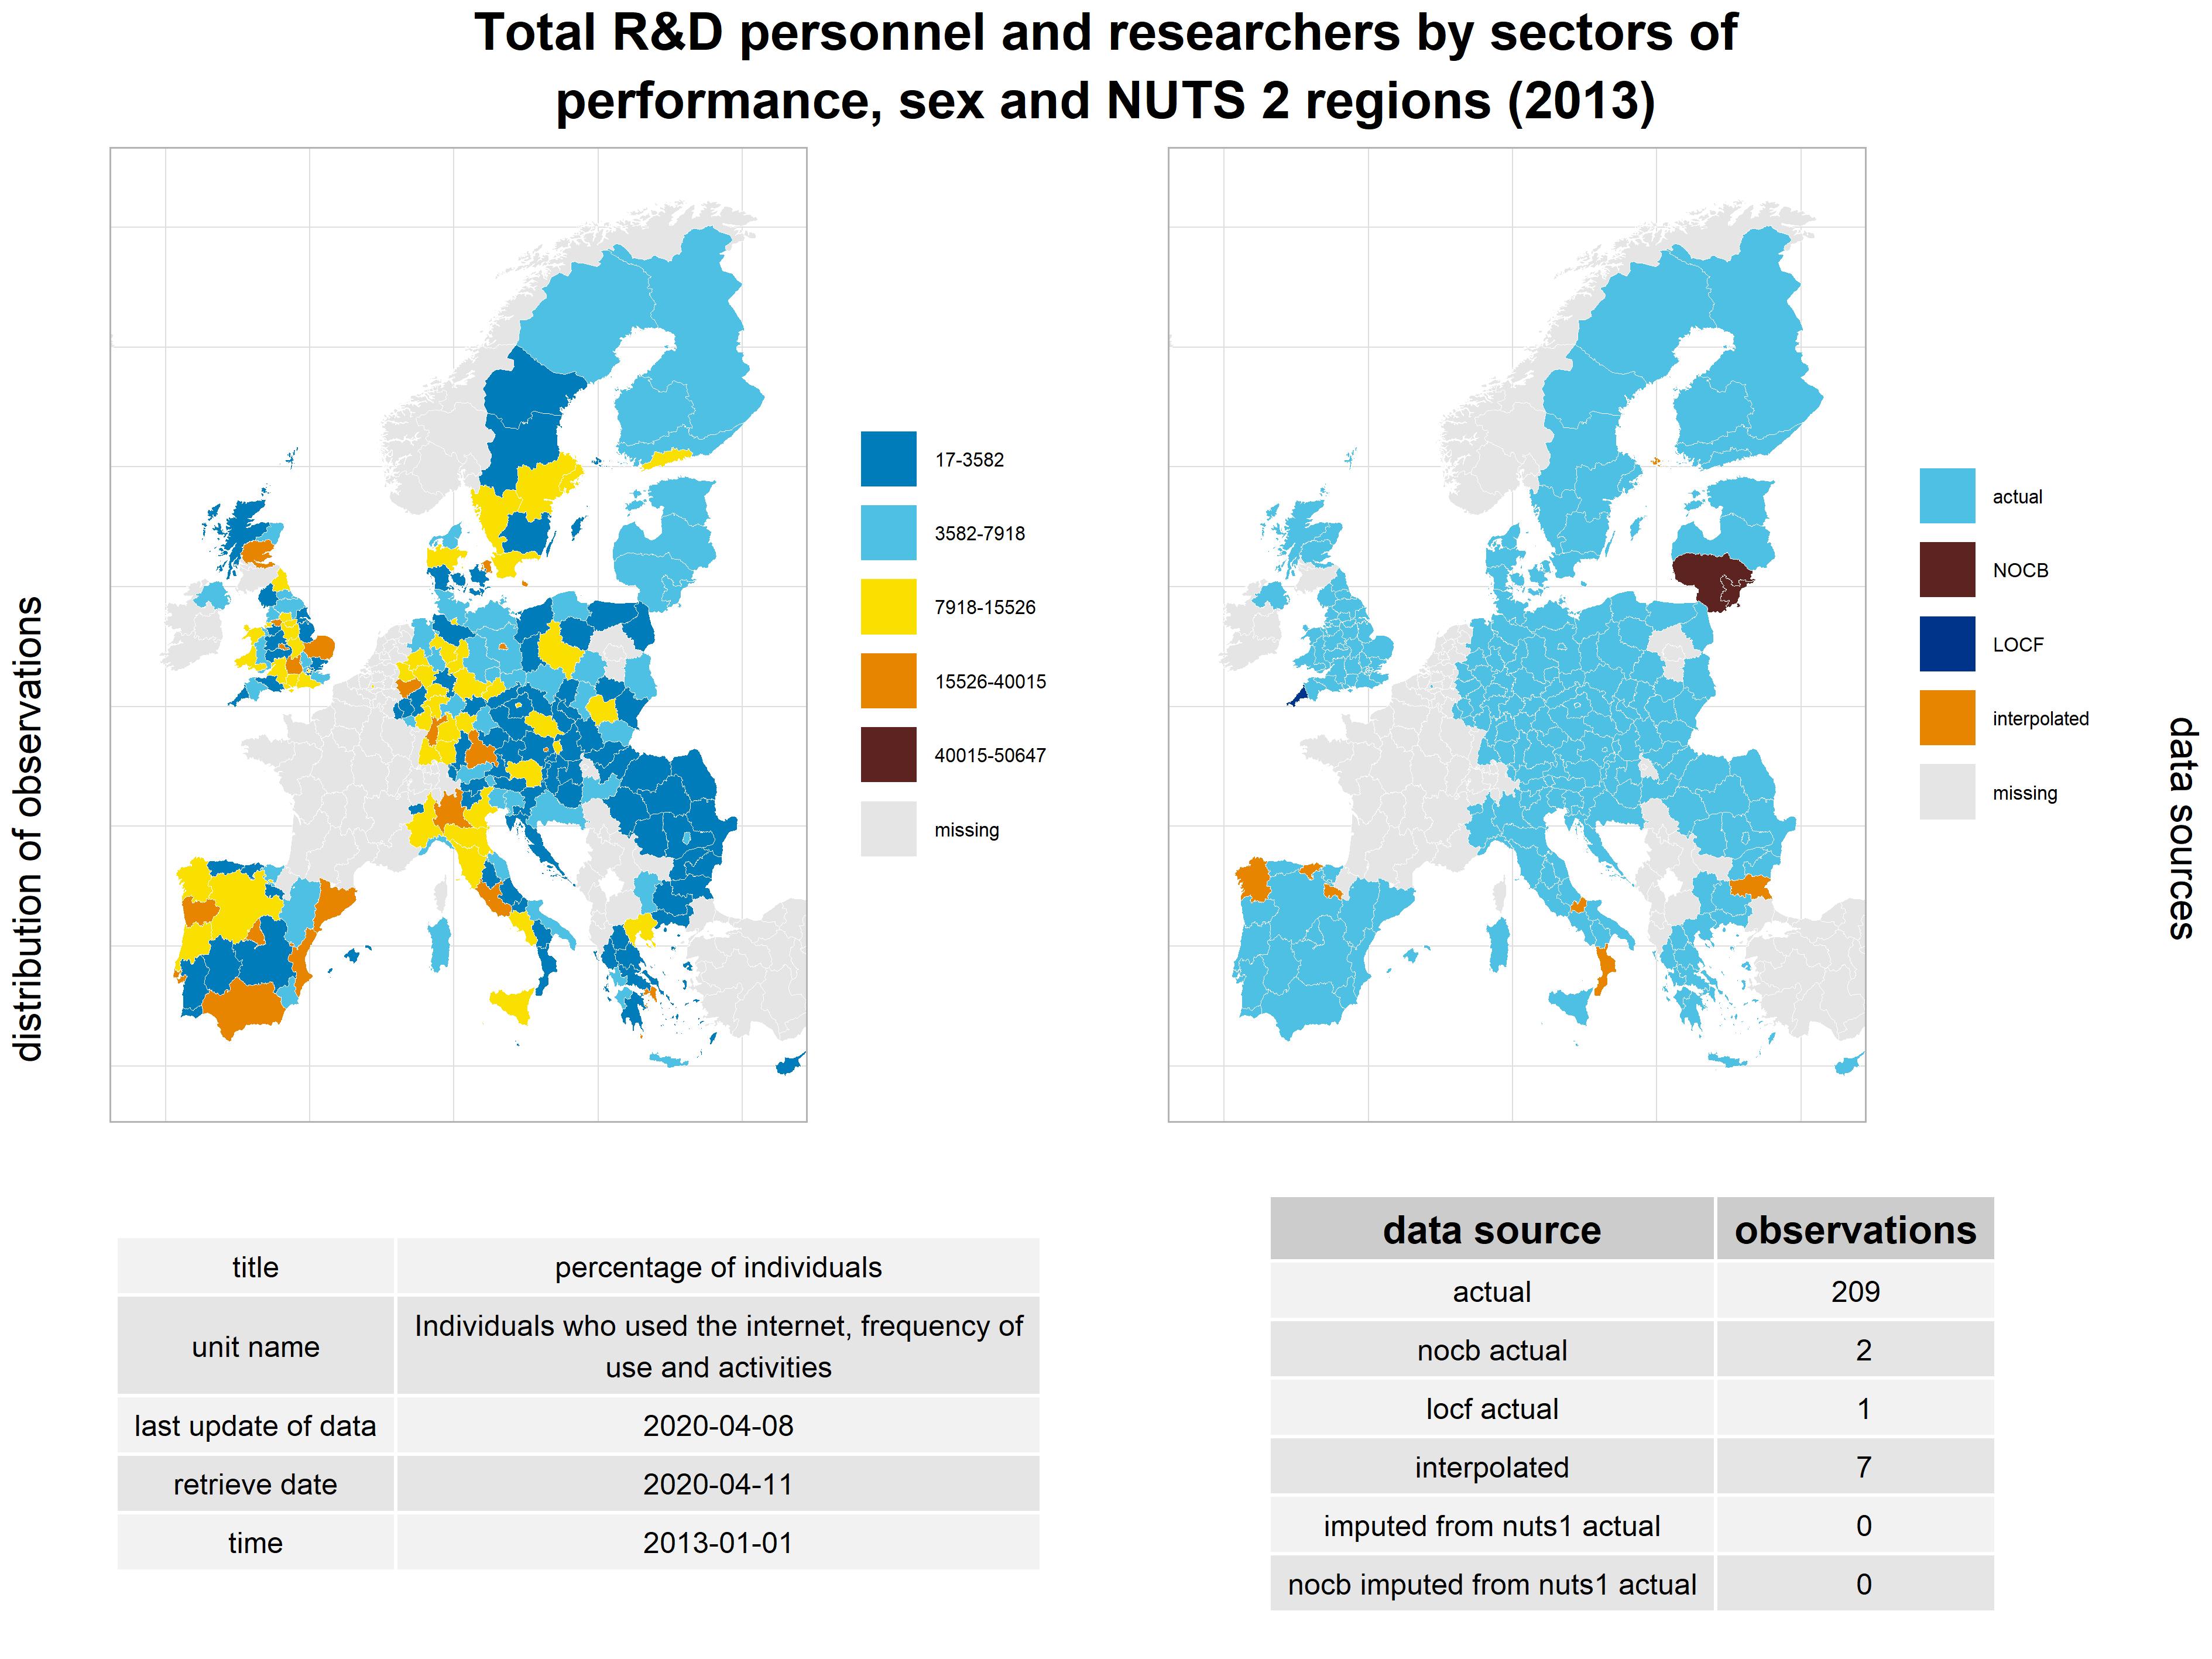 Total R&D personnel and researchers by sectors of
performance, sex and NUTS 2 regions (2013)
distribution of observations
17-3582
3582-7918
7918-15526
15526-40015
40015-50647
missing
actual
NOCB
LOCF
interpolated
missing
data sources
title percentage of individuals
unit name Individuals who used the internet, frequency of
use and activities
last update of data 2020-04-08
retrieve date 2020-04-11
time 2013-01-01
data source observations
actual 209
nocb actual 2
locf actual 1
interpolated 7
imputed from nuts1 actual 0
nocb imputed from nuts1 actual 0